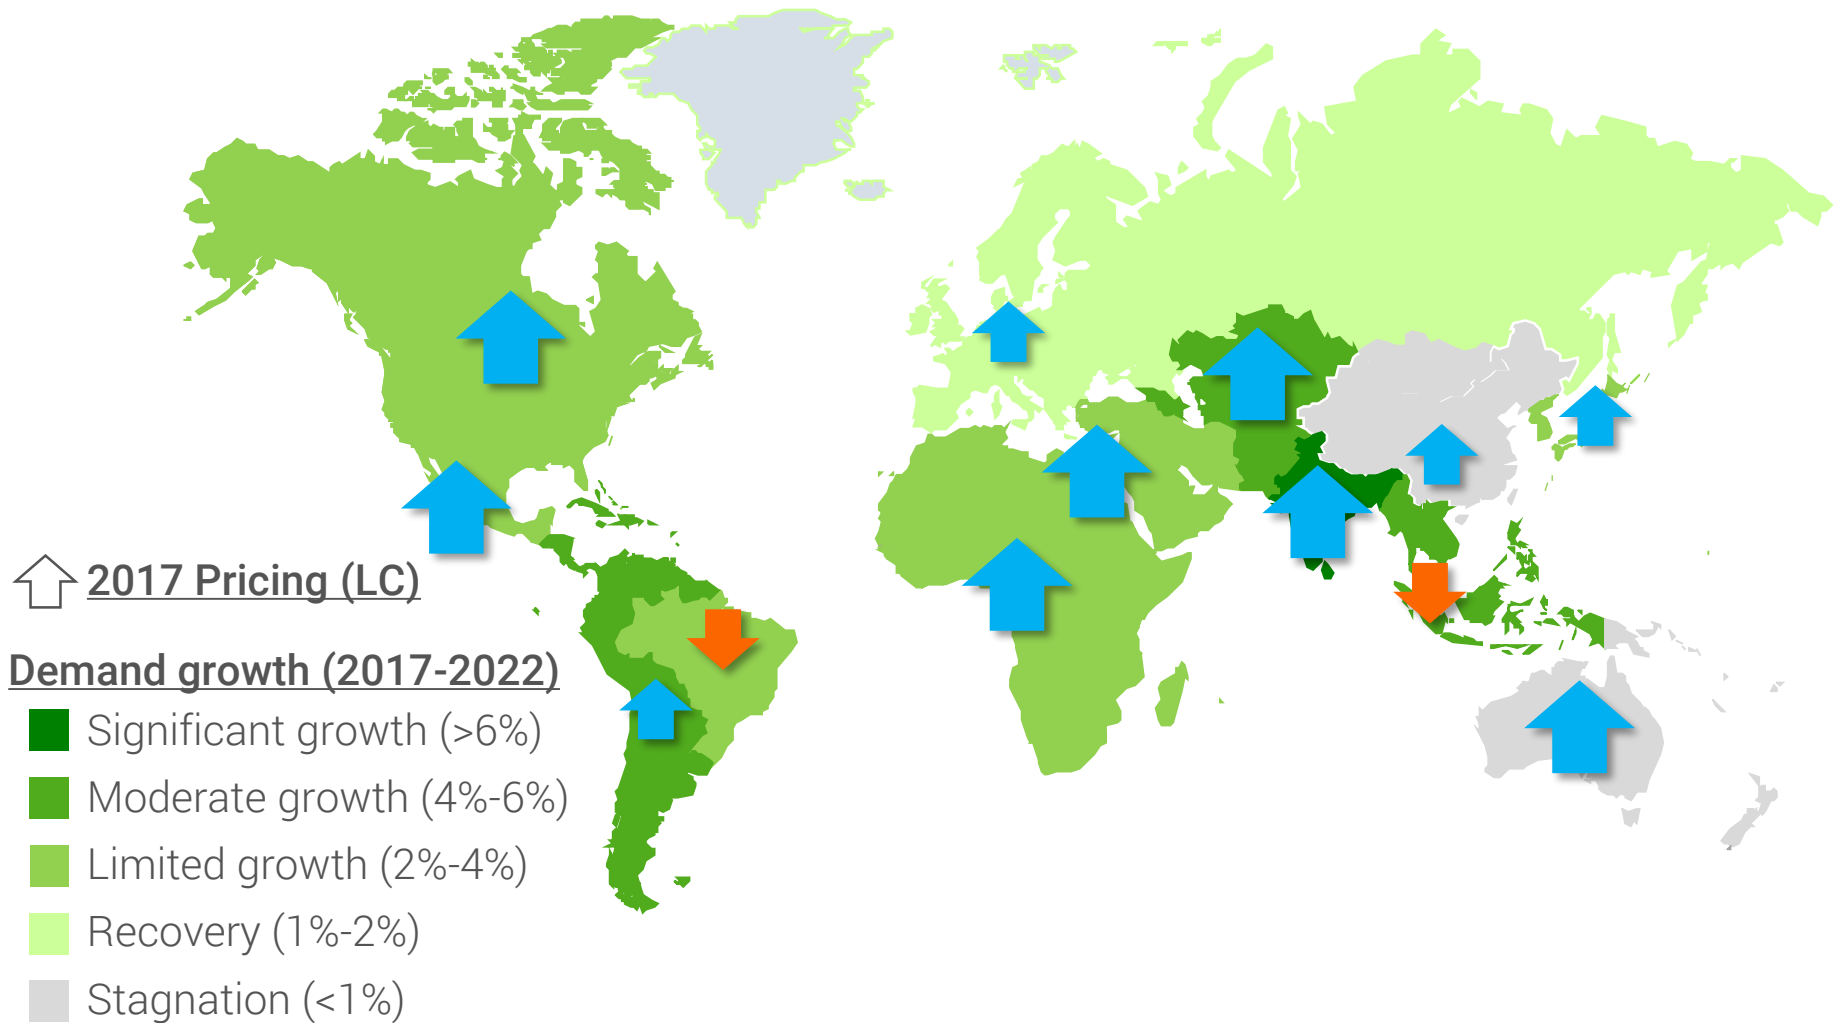 2017 Pricing (LC)
Demand growth (2017-2022)
Significant growth (>6%)
Moderate growth (4%-6%)
Limited growth (2%-4%)
Recovery (1%-2%)
Stagnation (<1%)